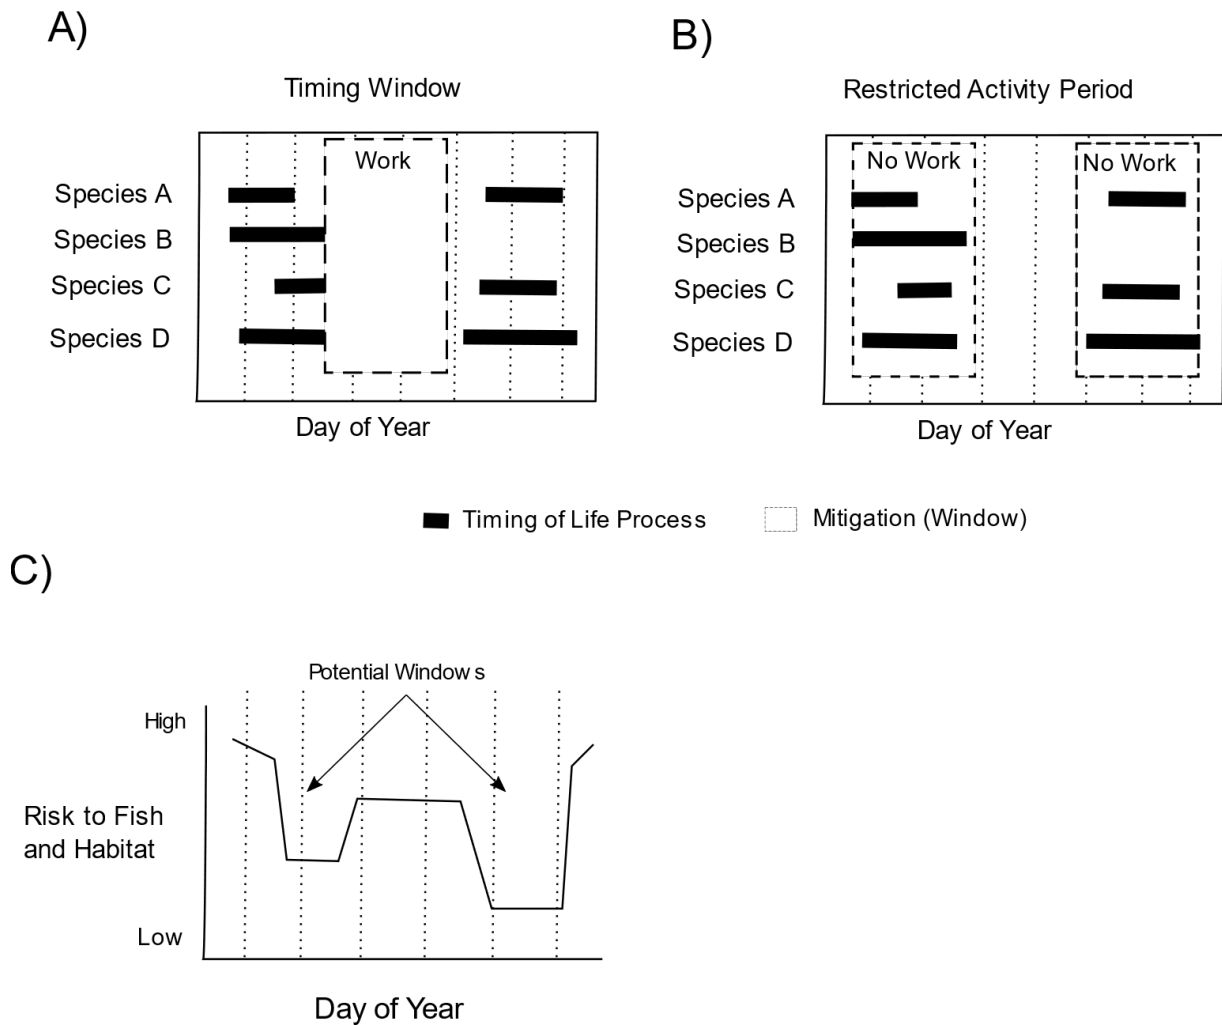 A)
Timing Window
Work
Species A
Species B
Species C
Species D
Day of Year
B)
Restricted Activity Period
No Work
No Work
Species A
Species B
Species C
Species D
Day of Year
Timing of Life Process
Mitigation (Window)
C)
Potential Windows
High
Risk to Fish
and Habitat
Low
Day of Year